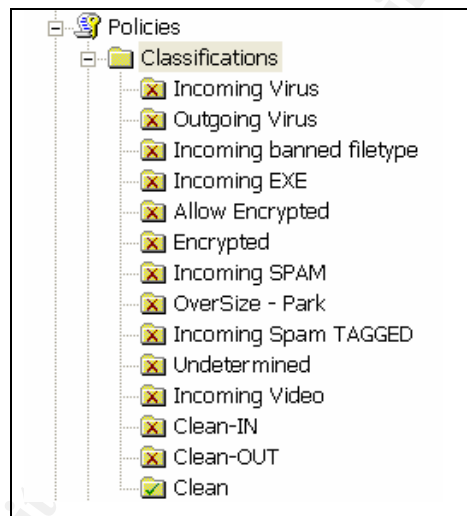 Policies
Classifications
Incoming Virus
Outgoing Virus
Incoming banned filetype
Incoming EXE
Allow Encrypted
Encrypted
Incoming SPAM
OverSize - Park
Incoming Spam TAGGED
Undetermined
Incoming Video
Clean-IN
Clean-OUT
Clean